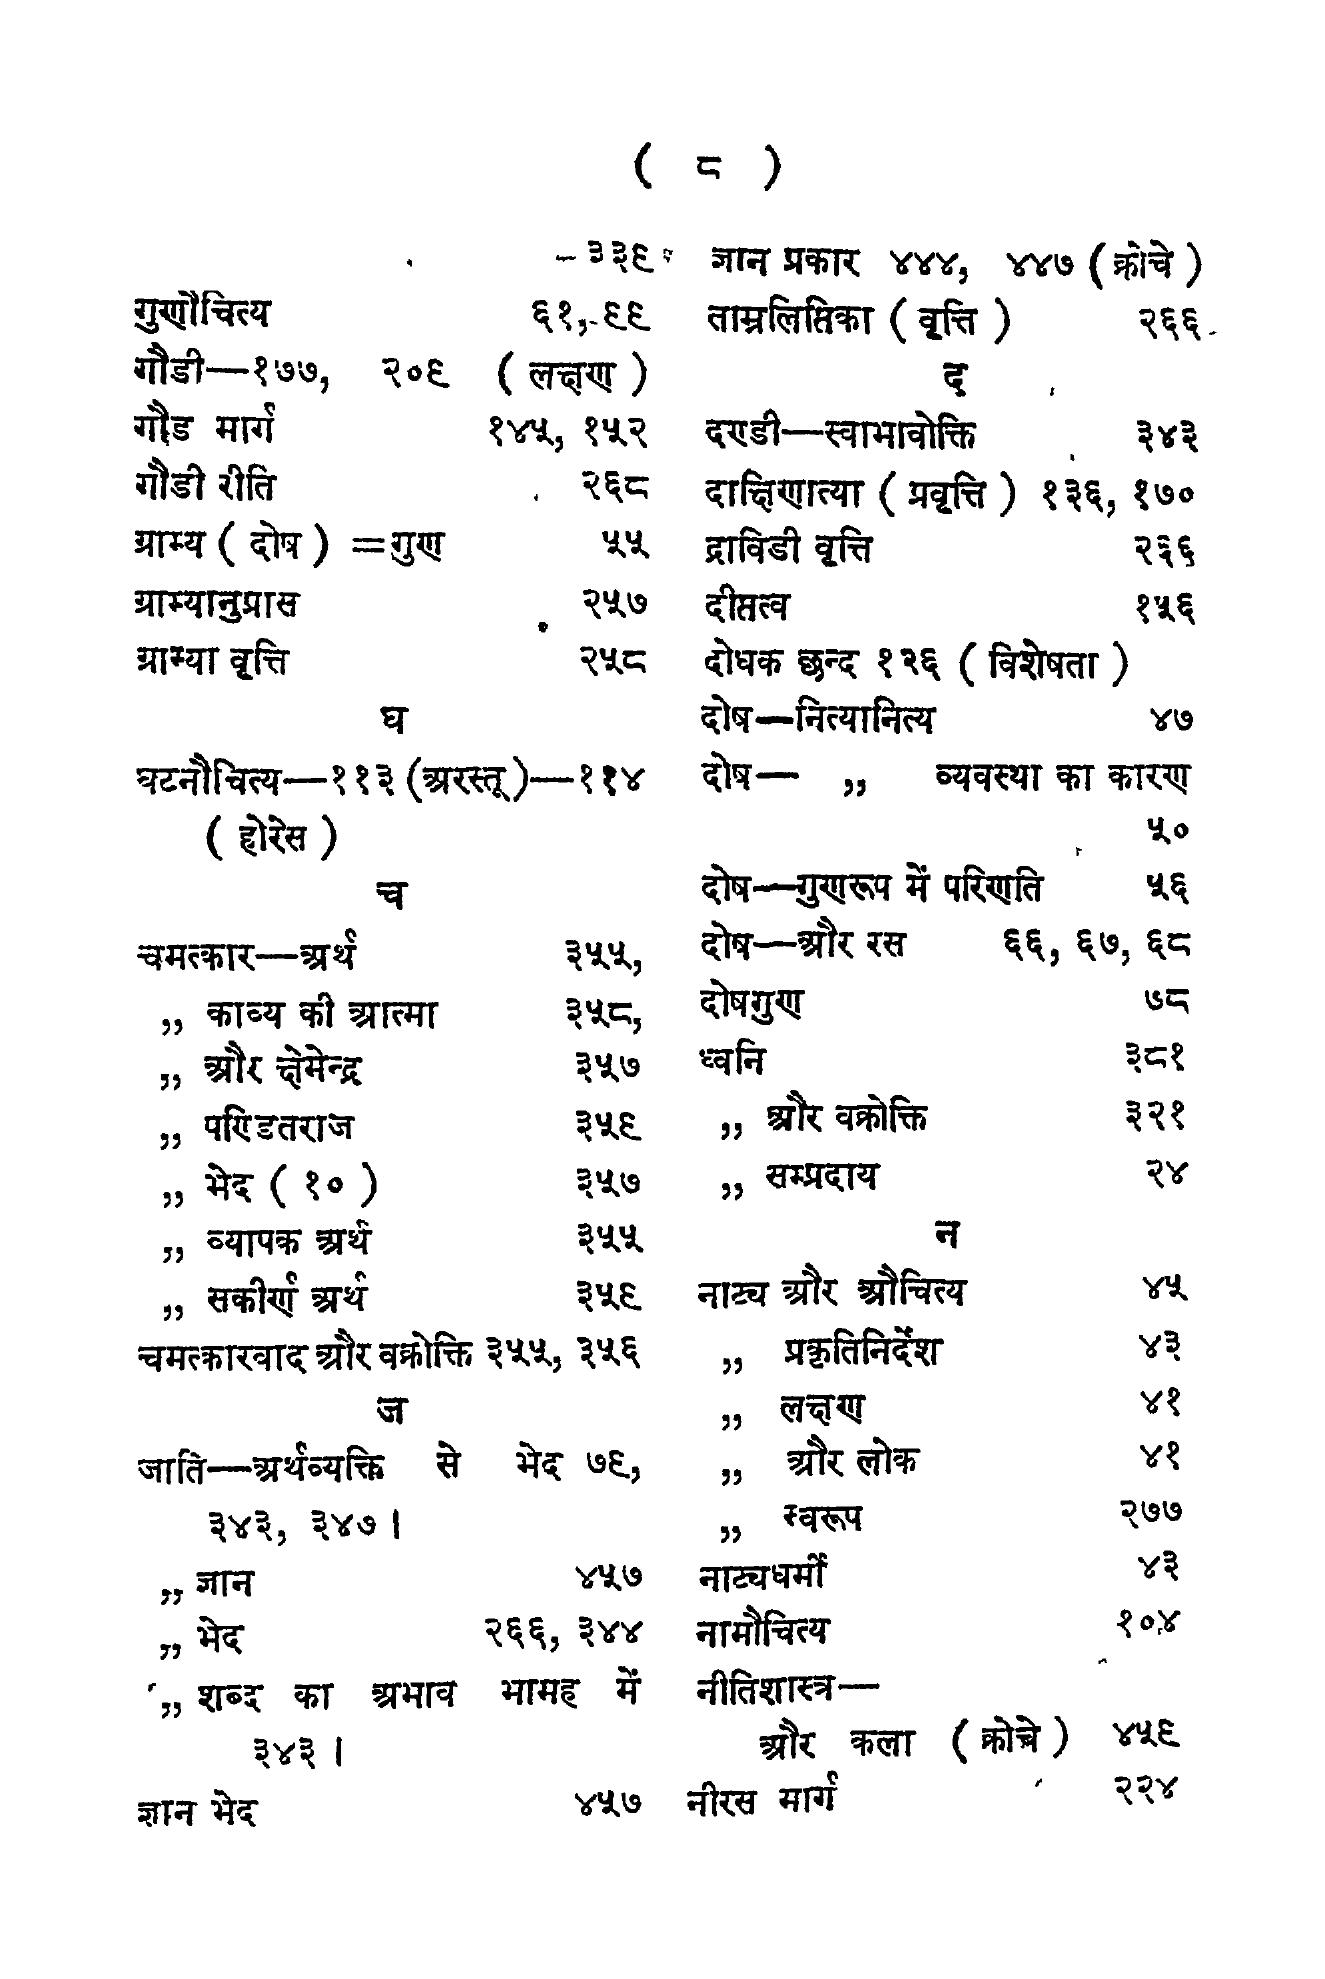 ( ८ )
३३९
गुणौचित्य ६१, ९९
गौडी—१७७, २०९ ( लक्षण )
गौड मार्ग १४५, १५२
गौडी रीति २६८
ग्राम्य ( दोष ) =गुण ५५
ग्राम्यानुप्रास २५७
ग्राम्या वृत्ति २५८
घ
घटनौचित्य—११३ (अरस्तू)—११४
( होरेस )
च
चमत्कार—अर्थ ३५५,
,, काव्य की आत्मा ३५८,
,, और क्षेमेन्द्र ३५७
,, पण्डितराज ३५९
,, भेद ( १० ) ३५७
,, व्यापक अर्थ ३५५
,, सकीर्ण अर्थ ३५९
चमत्कारवाद और वक्रोक्ति ३५५, ३५६
ज
जाति—अर्थव्यक्ति से भेद ७९,
३४३, ३४७ ।
,, ज्ञान ४५७
,, भेद २६६, ३४४
,, शब्द का अभाव भामह में
३४३ ।
ज्ञान भेद ४५७
ज्ञान प्रकार ४४४, ४४७ ( क्रोचे )
ताम्रलिप्तिका ( वृत्ति ) २६६
द
दण्डी—स्वाभावोक्ति ३४३
दाक्षिणात्या ( प्रवृत्ति ) १३६, १७०
द्राविडी वृत्ति २३६
दीप्तत्व १५६
दोधक छन्द १२६ ( विशेषता )
दोष—नित्यानित्य ४७
दोष— ,, व्यवस्था का कारण
५०
दोष—गुणरूप में परिणति ५६
दोष—और रस ६६, ६७, ६८
दोषगुण ७८
ध्वनि ३८१
,, और वक्रोक्ति ३२१
,, सम्प्रदाय २४
न
नाट्य और औचित्य ४५
,, प्रकृतिनिर्देश ४३
,, लक्षण ४१
,, और लोक ४१
,, स्वरूप २७७
नाट्यधर्मी ४३
नामौचित्य १०४
नीतिशास्त्र—
और कला ( क्रोचे ) ४५९
नीरस मार्ग २२४